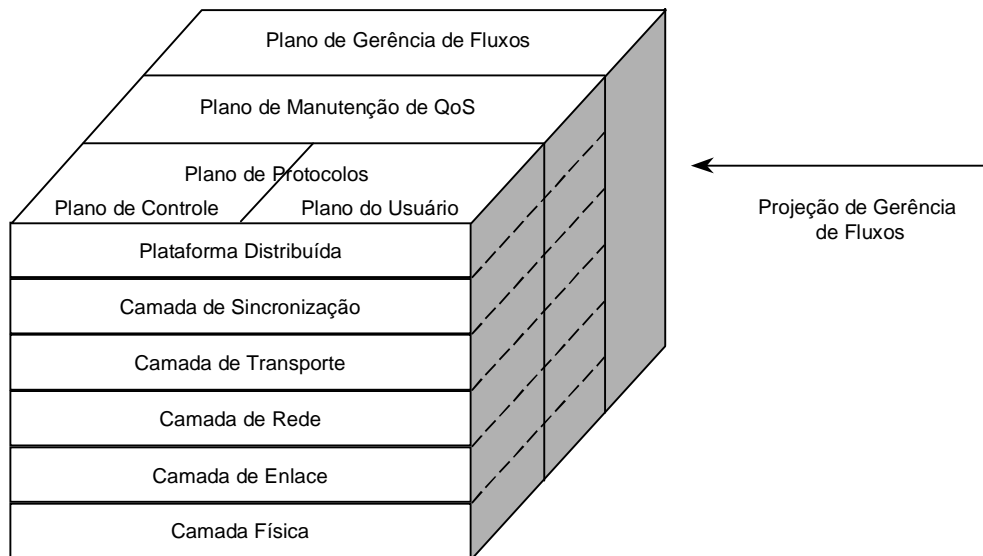 Plano de Gerência de Fluxos
Plano de Manutenção de QoS
Plano de Protocolos
Plano de Controle
Plano do Usuário
Plataforma Distribuída
Camada de Sincronização
Camada de Transporte
Camada de Rede
Camada de Enlace
Camada Física
Projeção de Gerência
de Fluxos